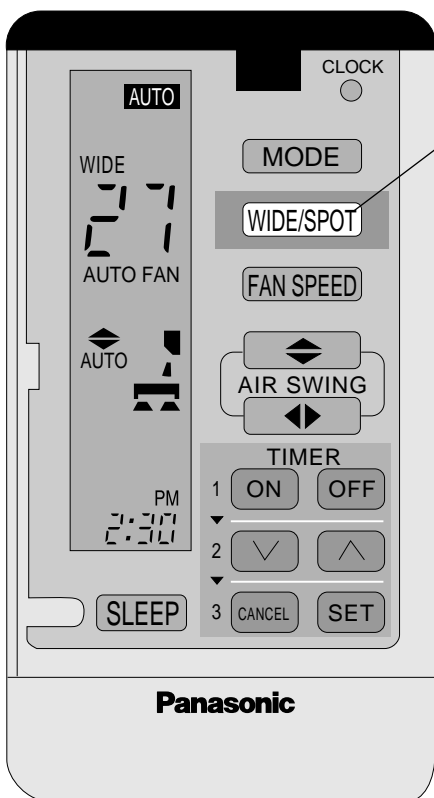 CLOCK
AUTO
MODE
WIDE
WIDE/SPOT
27
AUTO FAN
FAN SPEED
AUTO
AIR SWING
TIMER
1 ON OFF
PM
2:30
2
SLEEP
3 CANCEL SET
Panasonic